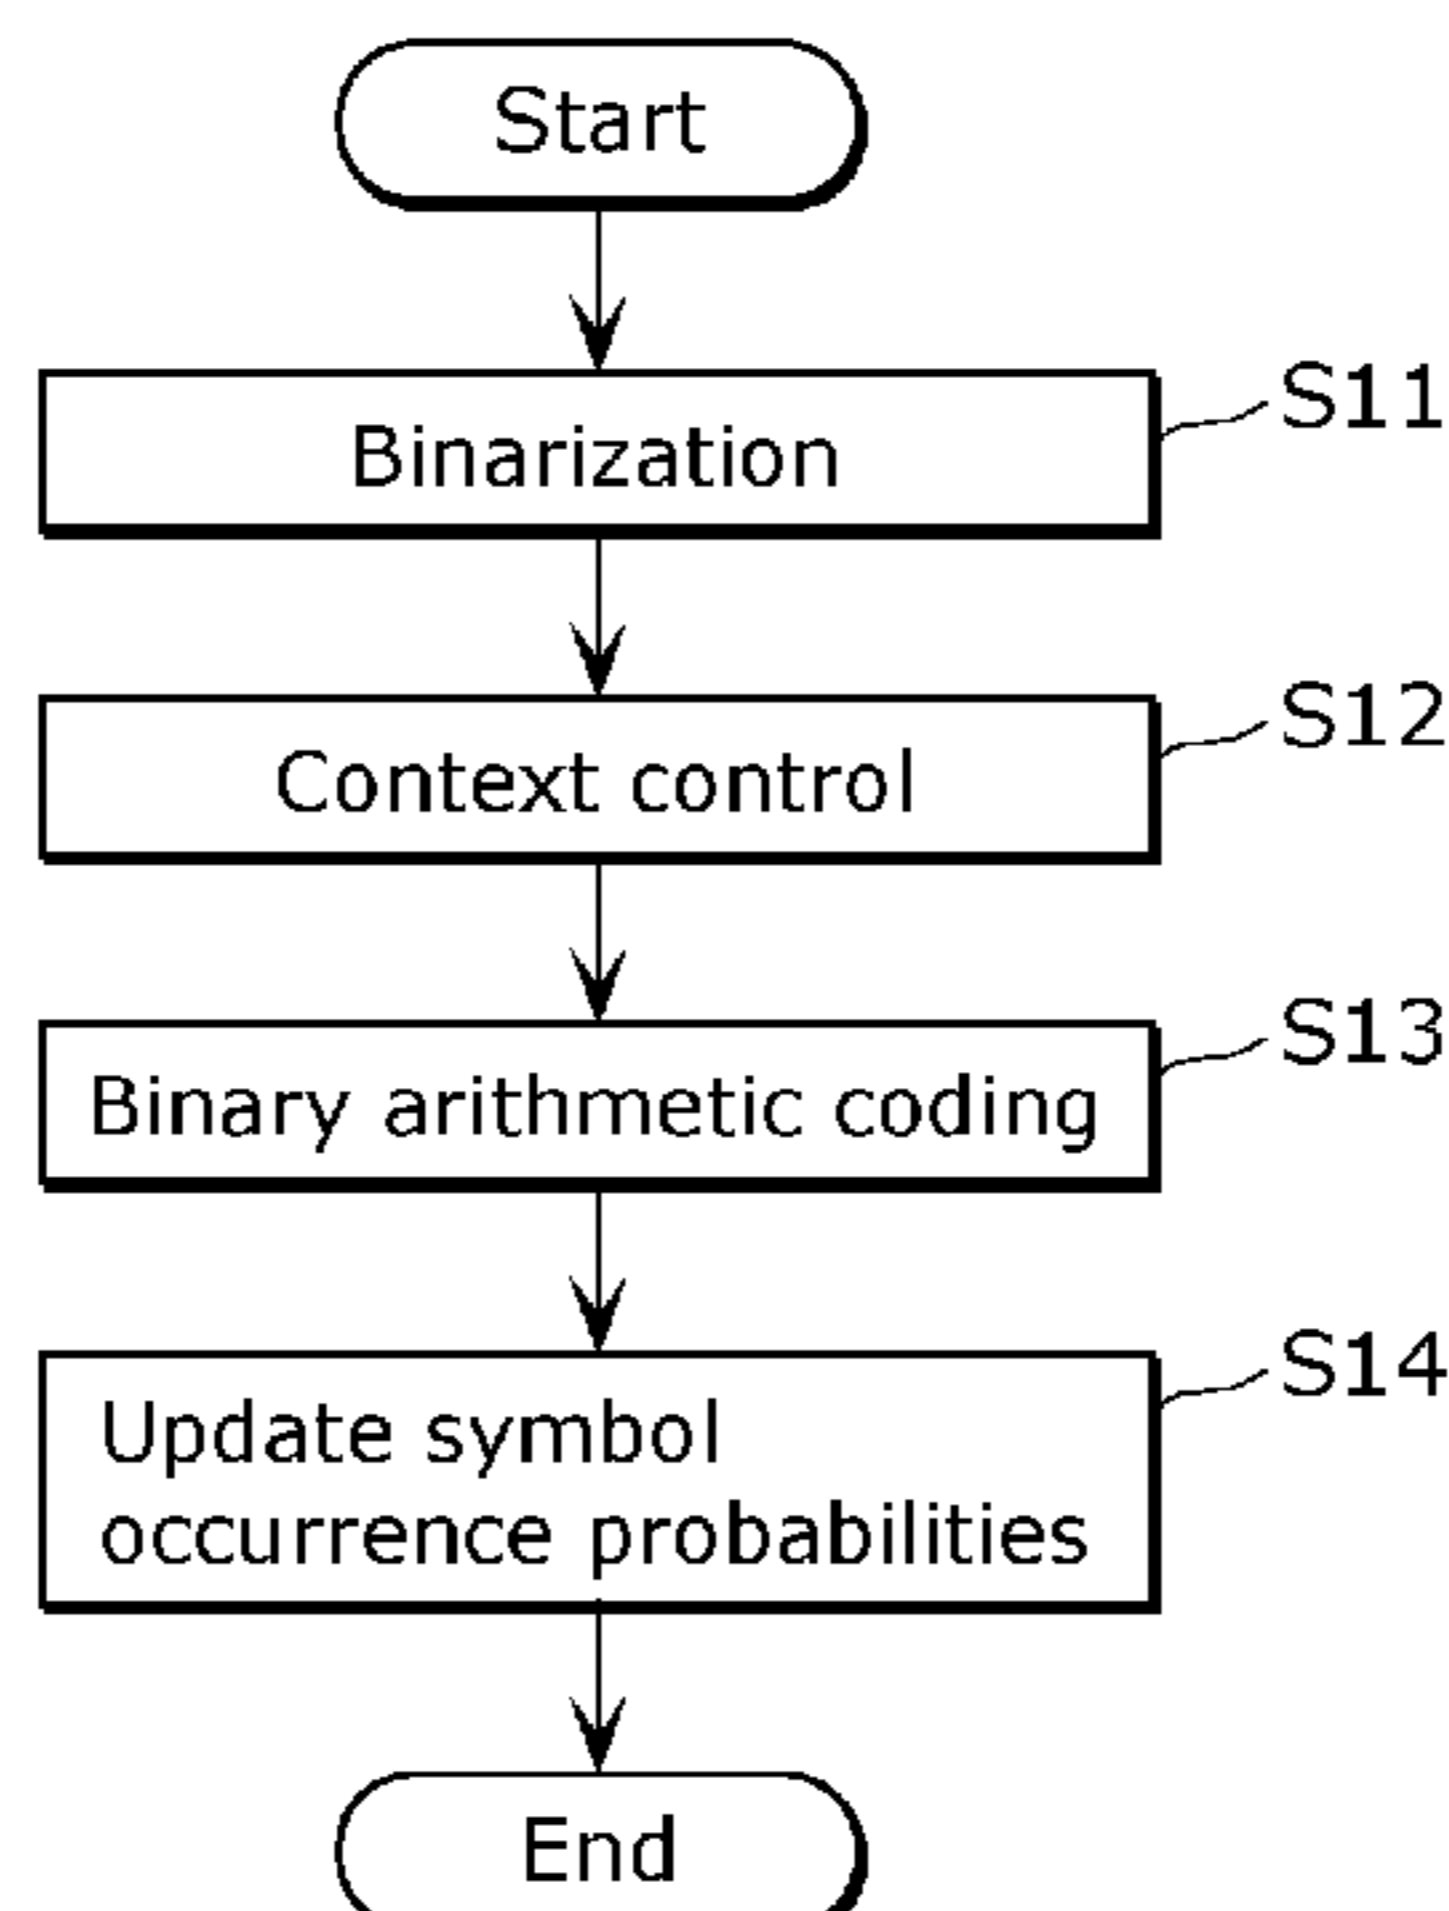 Start
Binarization
S11
Context control
S12
Binary arithmetic coding
S13
Update symbol
occurrence probabilities
S14
End